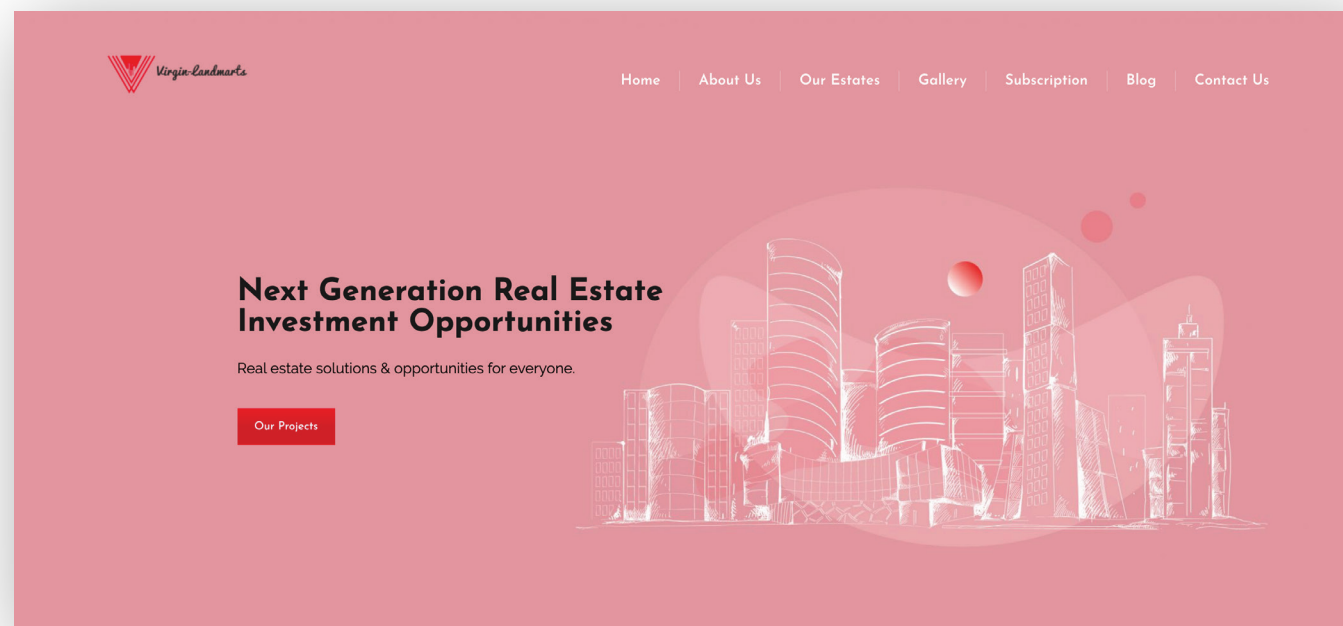 Virgin-Landmarts
Home
About Us
Our Estates
Gallery
Subscription
Blog
Contact Us
Next Generation Real Estate
Investment Opportunities
Real estate solutions & opportunities for everyone.
Our Projects